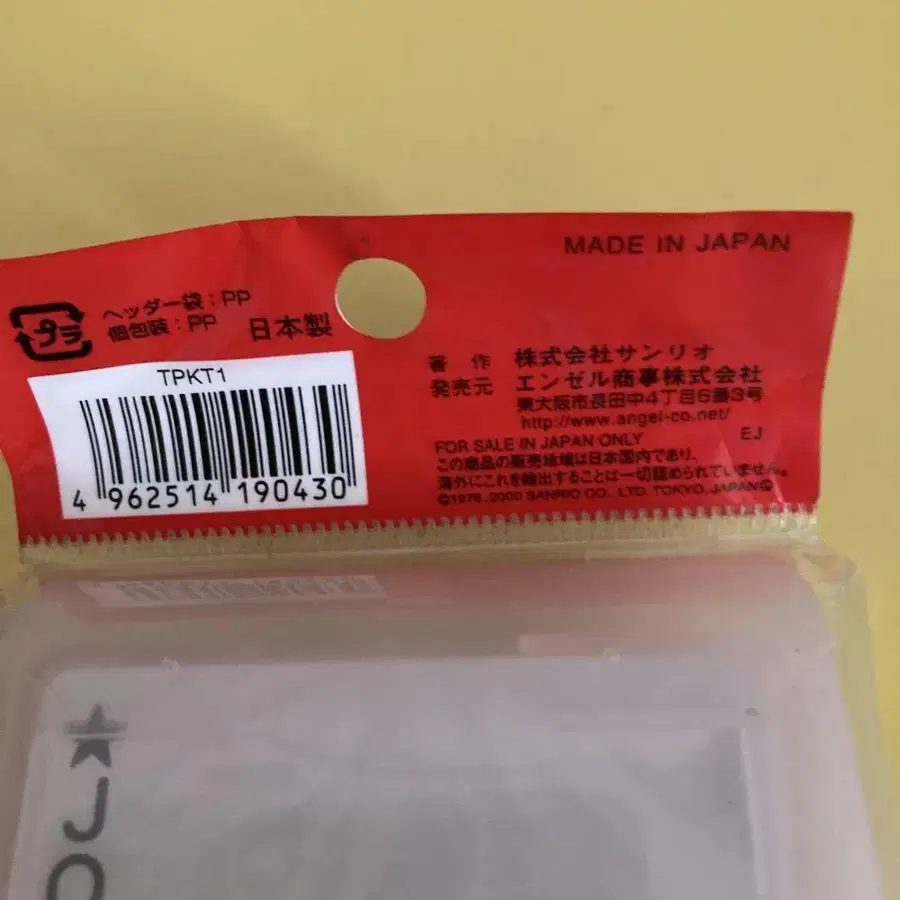 MADE IN JAPAN
プラ
ヘッダー袋:PP
個包装:PP
日本製
TPKT1
4 962514 190430
著 作 株式会社サンリオ
発売元 エンゼル商事株式会社
東大阪市長田中4丁目6番3号
http://www.angel-co.net/
FOR SALE IN JAPAN ONLY EJ
この商品の販売地域は日本国内であり、
海外にこれを輸出することは一切認められていません。
©1976, 2000 SANRIO CO., LTD. TOKYO, JAPAN Ⓛ
★J